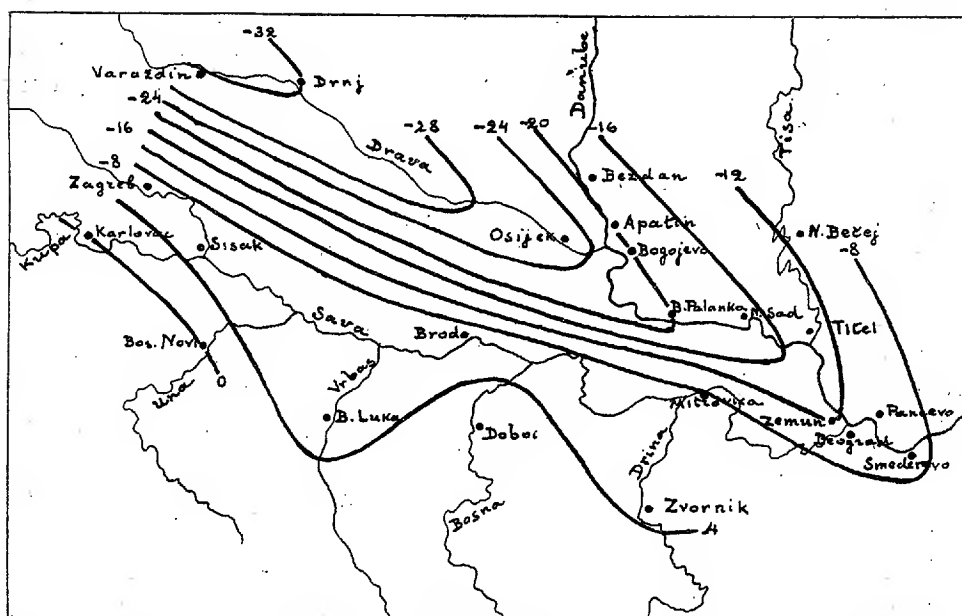 -32
Varaždin
Drnj
-24
-16
-8
Zagreb
Karlovac
Kupa
Sisak
Drava
-28
-24
-20
-16
Danube
Bezdan
Apatin
Osijek
Bogojevo
Tisa
-12
N. Bečej
-8
B. Palanka
N. Sad
Titel
Sava
Brod
Bos. Novi
0
Una
Vrbas
B. Luka
Doboi
Bosna
Mitrovica
Drina
Zvornik
Zemun
Beograd
Pančevo
Smederevo